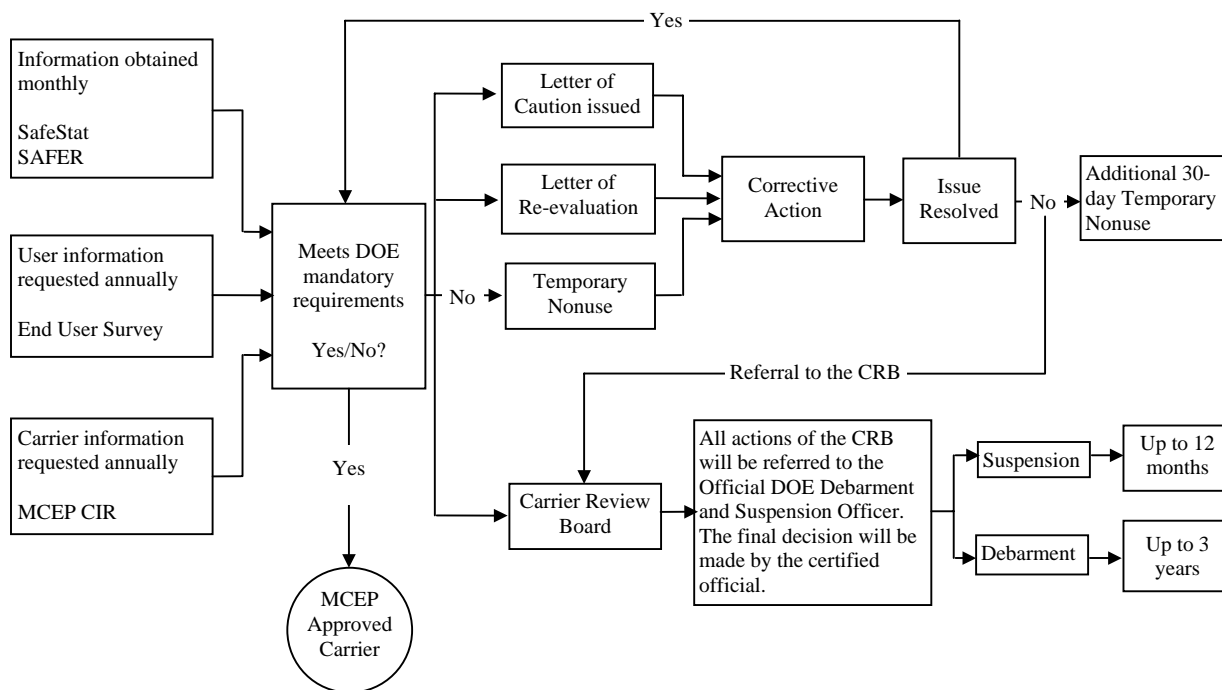 Yes
Information obtained
monthly
SafeStat
SAFER
User information
requested annually
End User Survey
Carrier information
requested annually
MCEP CIR
Meets DOE
mandatory
requirements
Yes/No?
No
Yes
MCEP
Approved
Carrier
Letter of
Caution issued
Letter of
Re-evaluation
Temporary
Nonuse
Corrective
Action
Issue
Resolved
No
Additional 30-
day Temporary
Nonuse
Referral to the CRB
Carrier Review
Board
All actions of the CRB
will be referred to the
Official DOE Debarment
and Suspension Officer.
The final decision will be
made by the certified
official.
Suspension
Up to 12
months
Debarment
Up to 3
years